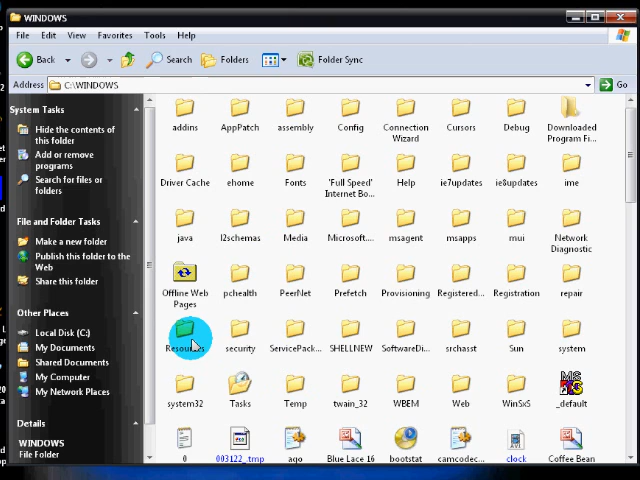 WINDOWS
File Edit View Favorites Tools Help
Back Search Folders Folder Sync
Address C:\WINDOWS Go
System Tasks
Hide the contents of
this folder
Add or remove
programs
Search for files or
folders
File and Folder Tasks
Make a new folder
Publish this folder to the
Web
Share this folder
Other Places
Local Disk (C:)
My Documents
Shared Documents
My Computer
My Network Places
Details
WINDOWS
File Folder
addins AppPatch assembly Config Connection Wizard Cursors Debug Downloaded Program Fi...
Driver Cache ehome Fonts 'Full Speed' Internet Bo... Help ie7updates ie8updates ime
java l2schemas Media Microsoft.... msagent msapps mui Network Diagnostic
Offline Web Pages pchealth PeerNet Prefetch Provisioning Registered... Registration repair
Resources security ServicePack... SHELLNEW SoftwareDi... srchasst Sun system
system32 Tasks Temp twain_32 WBEM Web WinSxS _default
0 003122_.tmp Blue Lace 16 bootstat camcodec... clock Coffee Bean